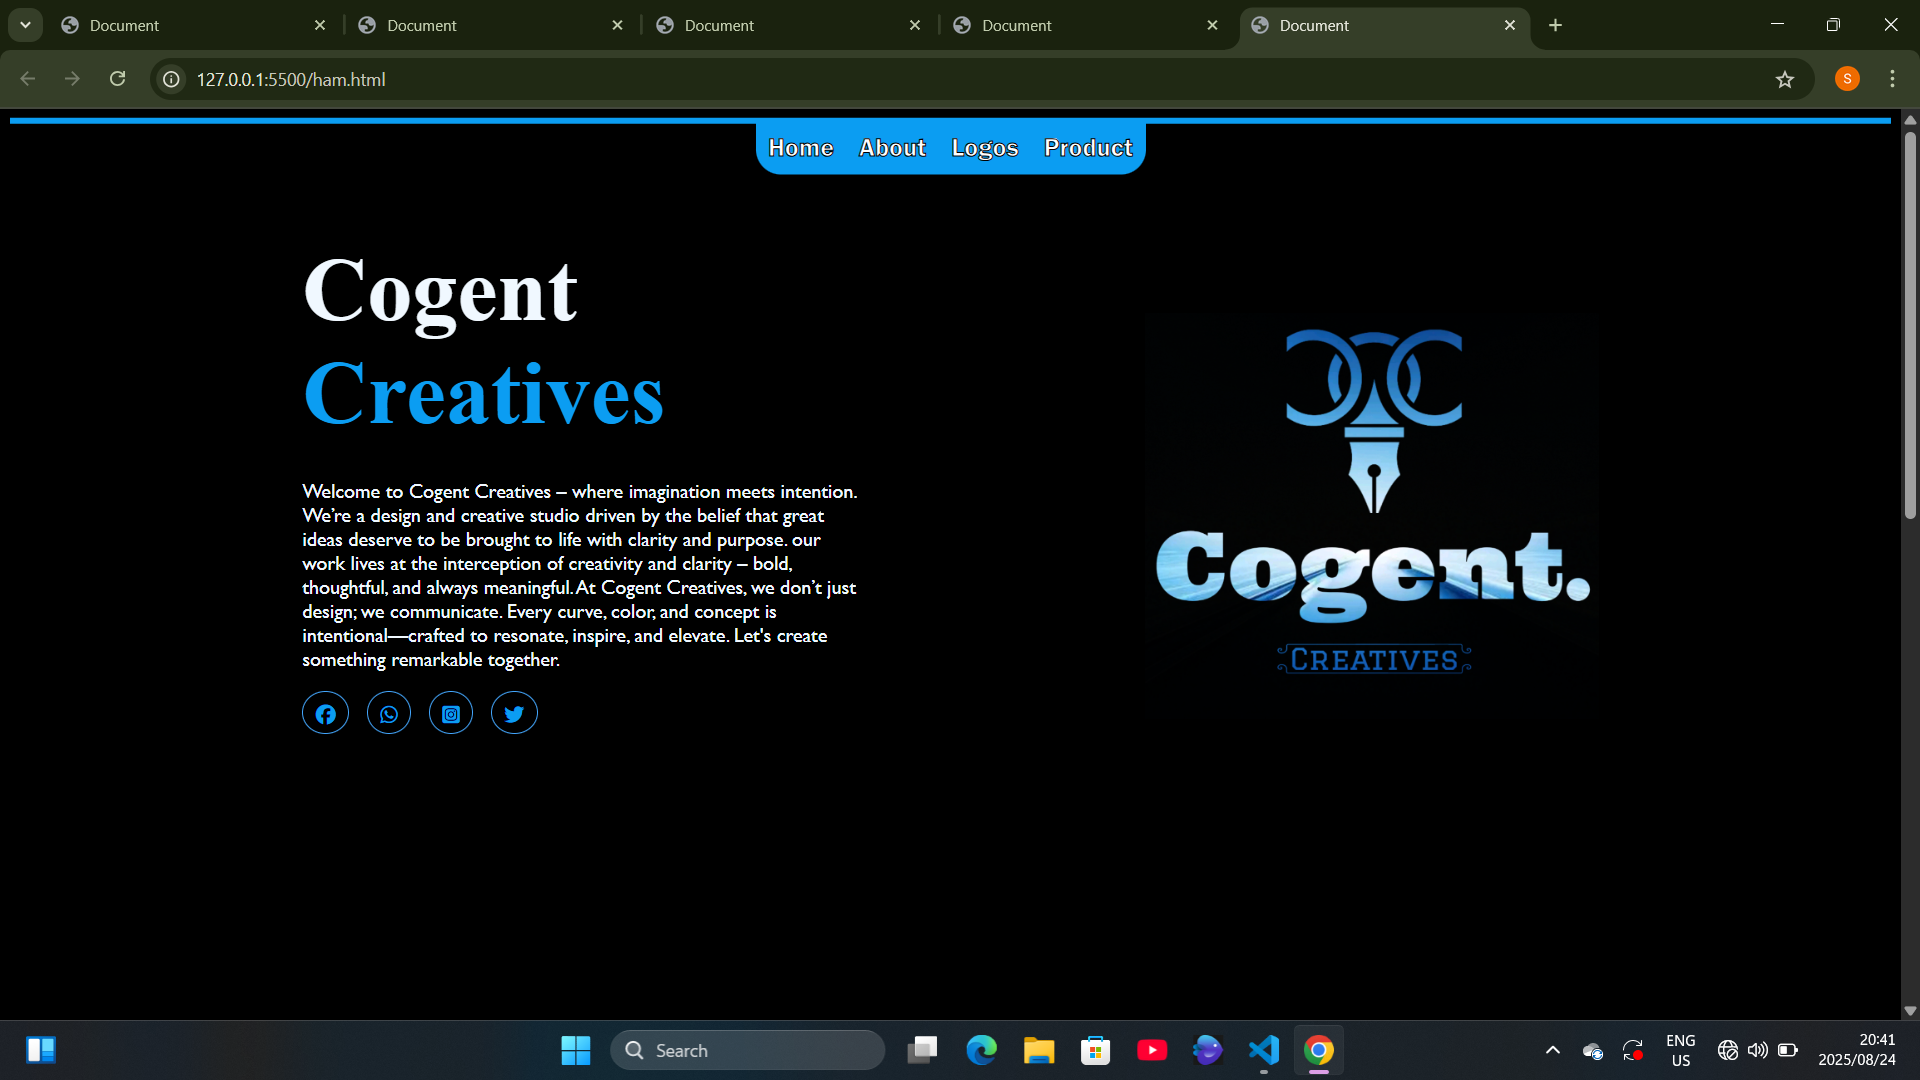 Document
Document
Document
Document
Document
127.0.0.1:5500/ham.html
S
Home About Logos Product
Cogent
Creatives
Welcome to Cogent Creatives – where imagination meets intention.
We’re a design and creative studio driven by the belief that great
ideas deserve to be brought to life with clarity and purpose. our
work lives at the interception of creativity and clarity – bold,
thoughtful, and always meaningful. At Cogent Creatives, we don’t just
design; we communicate. Every curve, color, and concept is
intentional—crafted to resonate, inspire, and elevate. Let's create
something remarkable together.
Cogent.
CREATIVES
Search
ENG
US
20:41
2025/08/24